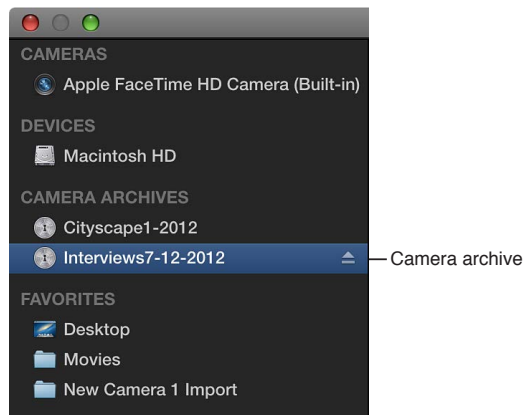 CAMERAS
Apple FaceTime HD Camera (Built-in)
DEVICES
Macintosh HD
CAMERA ARCHIVES
Cityscape1-2012
Interviews7-12-2012
Camera archive
FAVORITES
Desktop
Movies
New Camera 1 Import